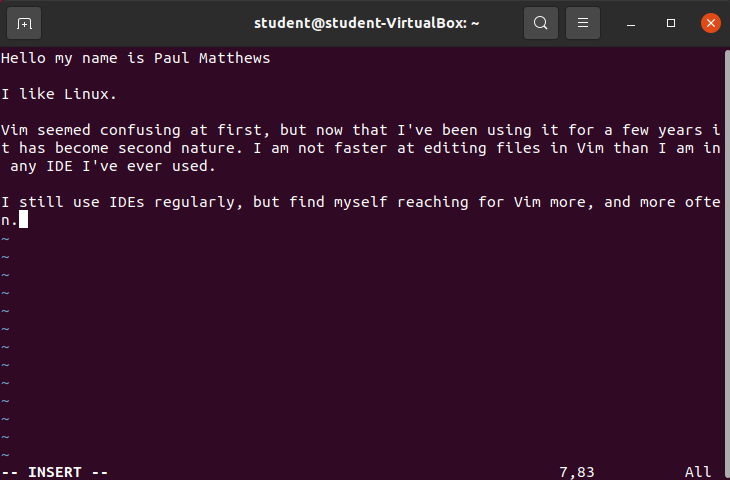 student@student-VirtualBox: ~
Hello my name is Paul Matthews
I like Linux.
Vim seemed confusing at first, but now that I've been using it for a few years i
t has become second nature. I am not faster at editing files in Vim than I am in
 any IDE I've ever used.
I still use IDEs regularly, but find myself reaching for Vim more, and more ofte
n.
~
~
~
~
~
~
~
~
~
~
~
~
~
-- INSERT -- 7,83 All